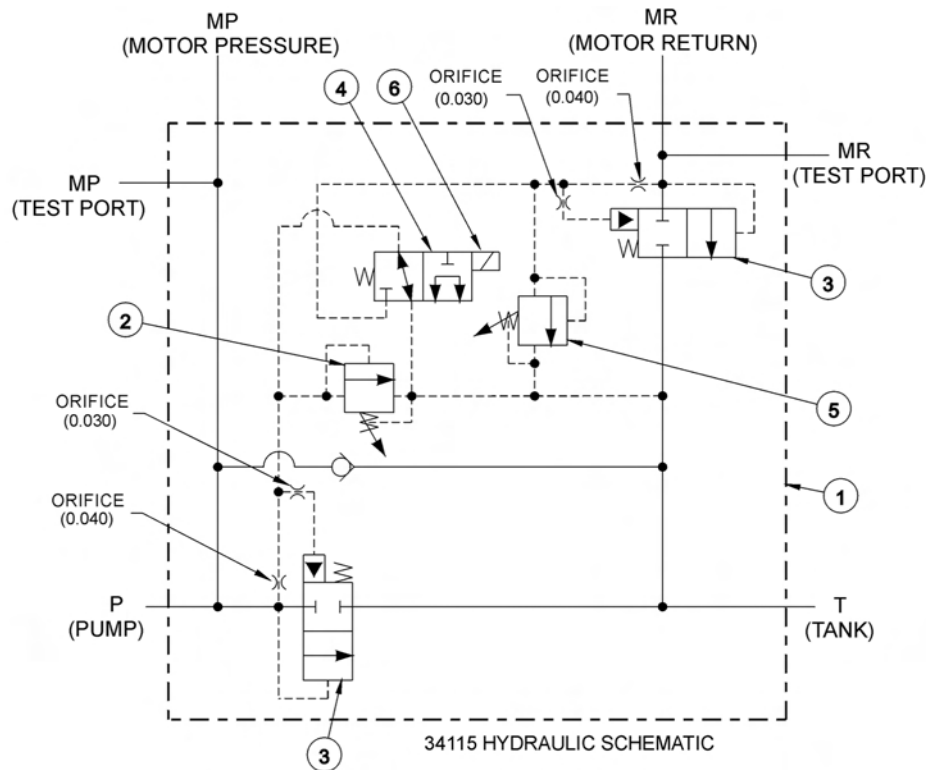 MP
(MOTOR PRESSURE)
MR
(MOTOR RETURN)
ORIFICE
(0.030)
ORIFICE
(0.040)
4
6
MP
(TEST PORT)
MR
(TEST PORT)
3
2
5
ORIFICE
(0.030)
1
ORIFICE
(0.040)
P
(PUMP)
T
(TANK)
3
34115 HYDRAULIC SCHEMATIC